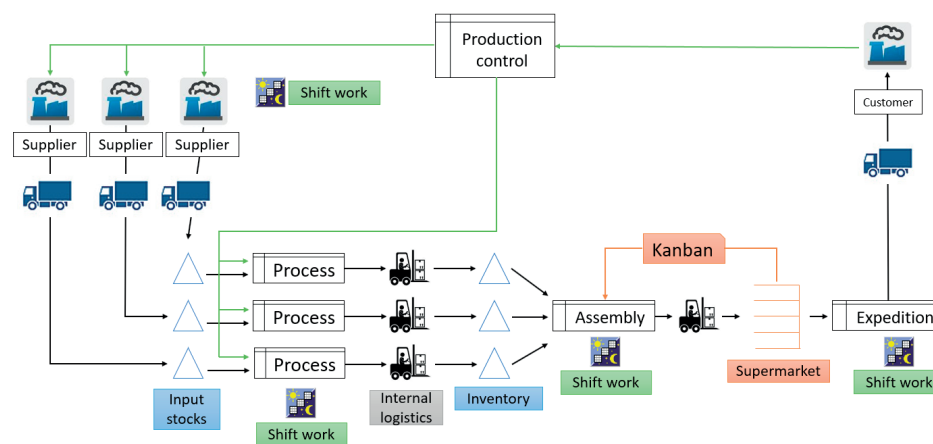 Production
control
Shift work
Customer
Supplier
Supplier
Supplier
Kanban
Process
Process
Assembly
Expedition
Process
Shift work
Supermarket
Shift work
Input
stocks
Internal
logistics
Inventory
Shift work